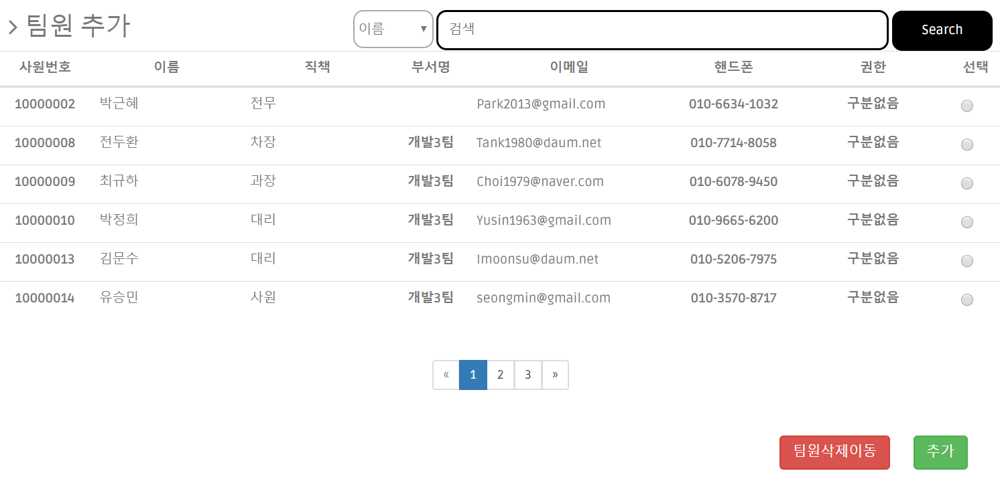 > 팀원 추가 이름 ▼ 검색 Search
사원번호 이름 직책 부서명 이메일 핸드폰 권한 선택
10000002 박근혜 전무 Park2013@gmail.com 010-6634-1032 구분없음
10000008 전두환 차장 개발3팀 Tank1980@daum.net 010-7714-8058 구분없음
10000009 최규하 과장 개발3팀 Choi1979@naver.com 010-6078-9450 구분없음
10000010 박정희 대리 개발3팀 Yusin1963@gmail.com 010-9665-6200 구분없음
10000013 김문수 대리 개발3팀 Imoonsu@daum.net 010-5206-7975 구분없음
10000014 유승민 사원 개발3팀 seongmin@gmail.com 010-3570-8717 구분없음
« 1 2 3 »
팀원삭제이동 추가